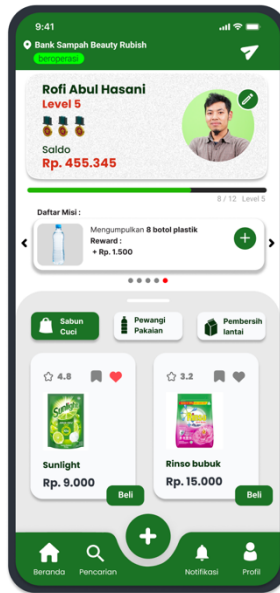 9:41
Bank Sampah Beauty Rubish
beroperasi
Rofi Abul Hasani
Level 5
Saldo
Rp. 455.345
8 / 12 Level 5
Daftar Misi :
Mengumpulkan 8 botol plastik
Reward :
+ Rp. 1.500
Sabun
Cuci
Pewangi
Pakaian
Pembersih
lantai
4.8
3.2
Sunlight
Sunlight
Rinso bubuk
Rp. 9.000
Rp. 15.000
Beli
Beli
Beranda
Pencarian
Notifikasi
Profil